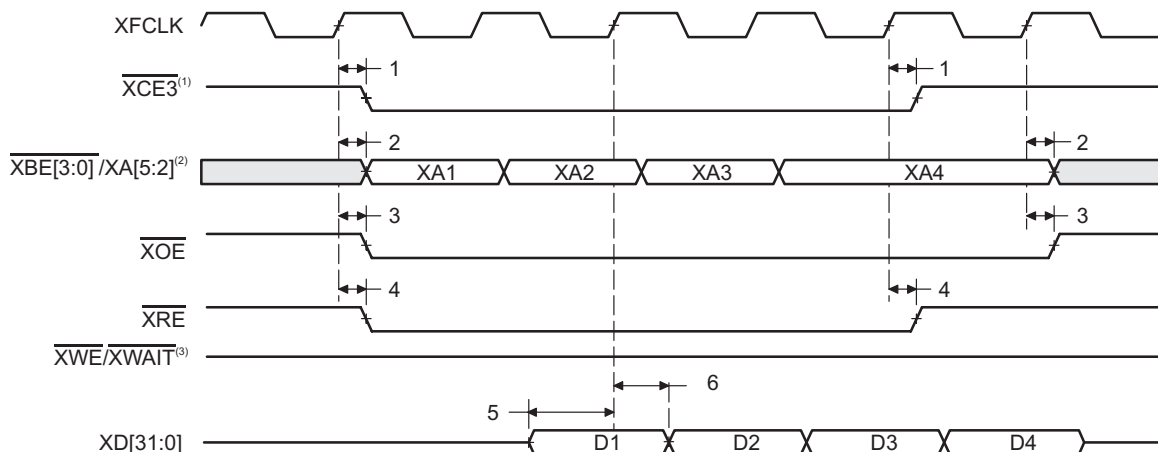 XFCLK
1 1
XCE3(1)
2 2
XBE[3:0] /XA[5:2](2)
XA1 XA2 XA3 XA4
3 3
XOE
4 4
XRE
XWE/XWAIT(3)
6
5
XD[31:0] D1 D2 D3 D4